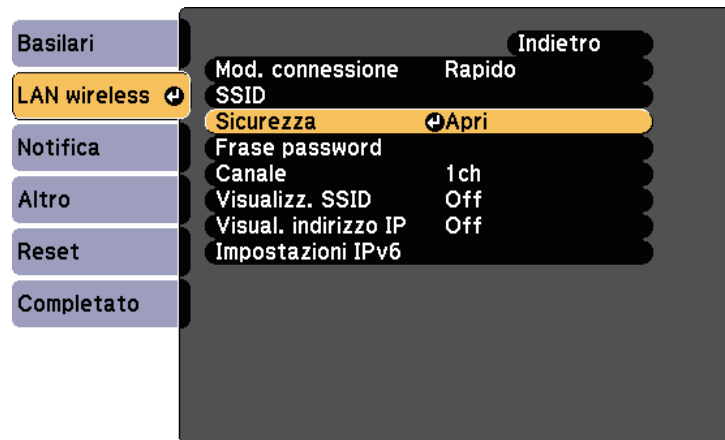 Basilari
LAN wireless
Notifica
Altro
Reset
Completato
Indietro
Mod. connessione Rapido
SSID
Sicurezza Apri
Frase password
Canale 1ch
Visualizz. SSID Off
Visual. indirizzo IP Off
Impostazioni IPv6